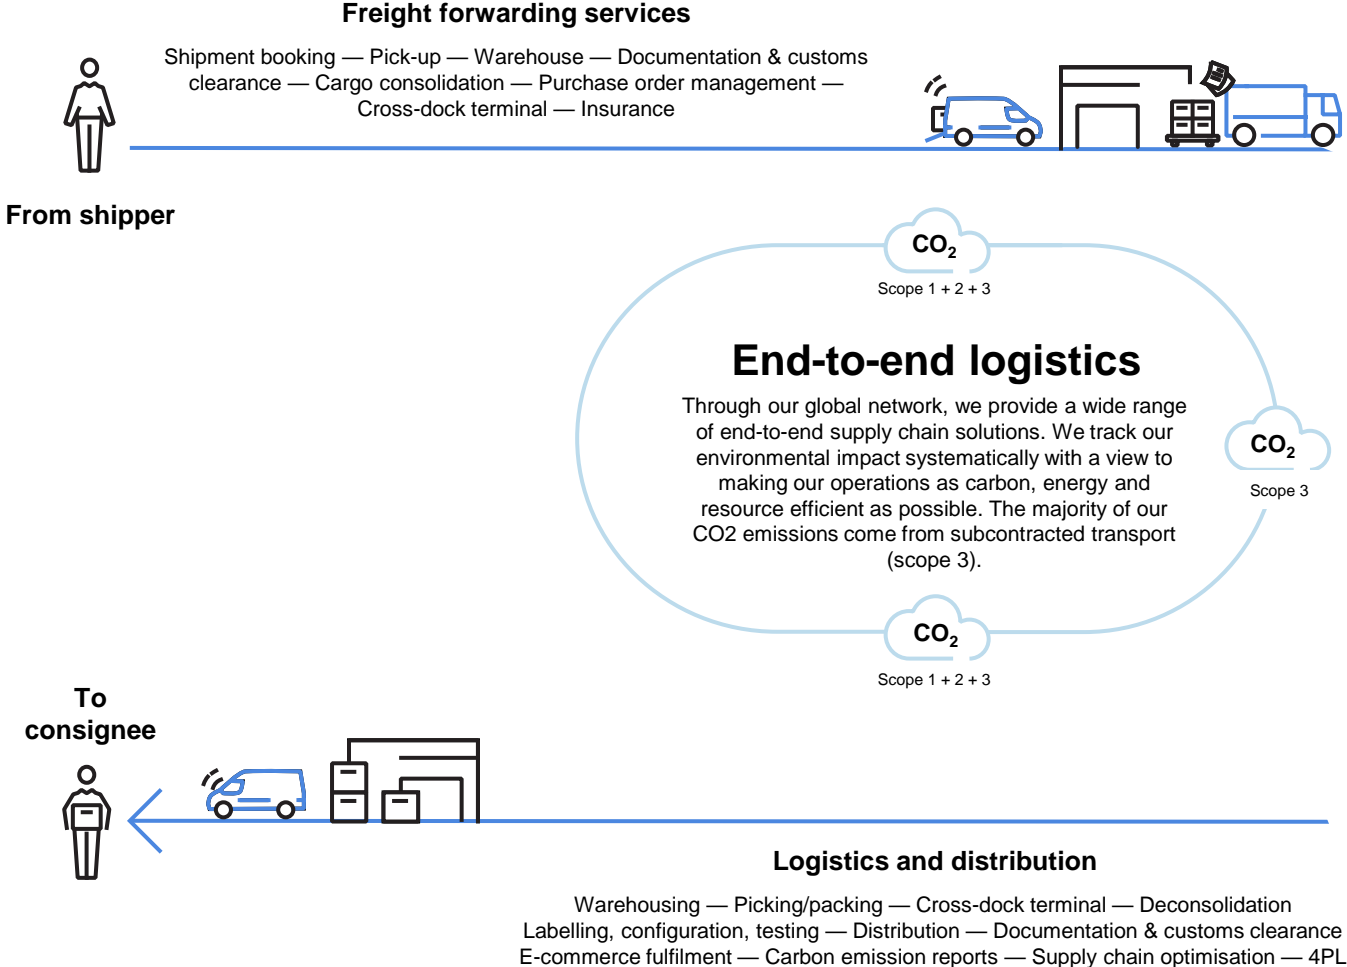 Freight forwarding services
Shipment booking — Pick-up — Warehouse — Documentation & customs
clearance — Cargo consolidation — Purchase order management —
Cross-dock terminal — Insurance
From shipper
CO2
Scope 1 + 2 + 3
End-to-end logistics
Through our global network, we provide a wide range
of end-to-end supply chain solutions. We track our
environmental impact systematically with a view to
making our operations as carbon, energy and
resource efficient as possible. The majority of our
CO2 emissions come from subcontracted transport
(scope 3).
CO2
Scope 3
CO2
Scope 1 + 2 + 3
To
consignee
Logistics and distribution
Warehousing — Picking/packing — Cross-dock terminal — Deconsolidation
Labelling, configuration, testing — Distribution — Documentation & customs clearance
E-commerce fulfilment — Carbon emission reports — Supply chain optimisation — 4PL